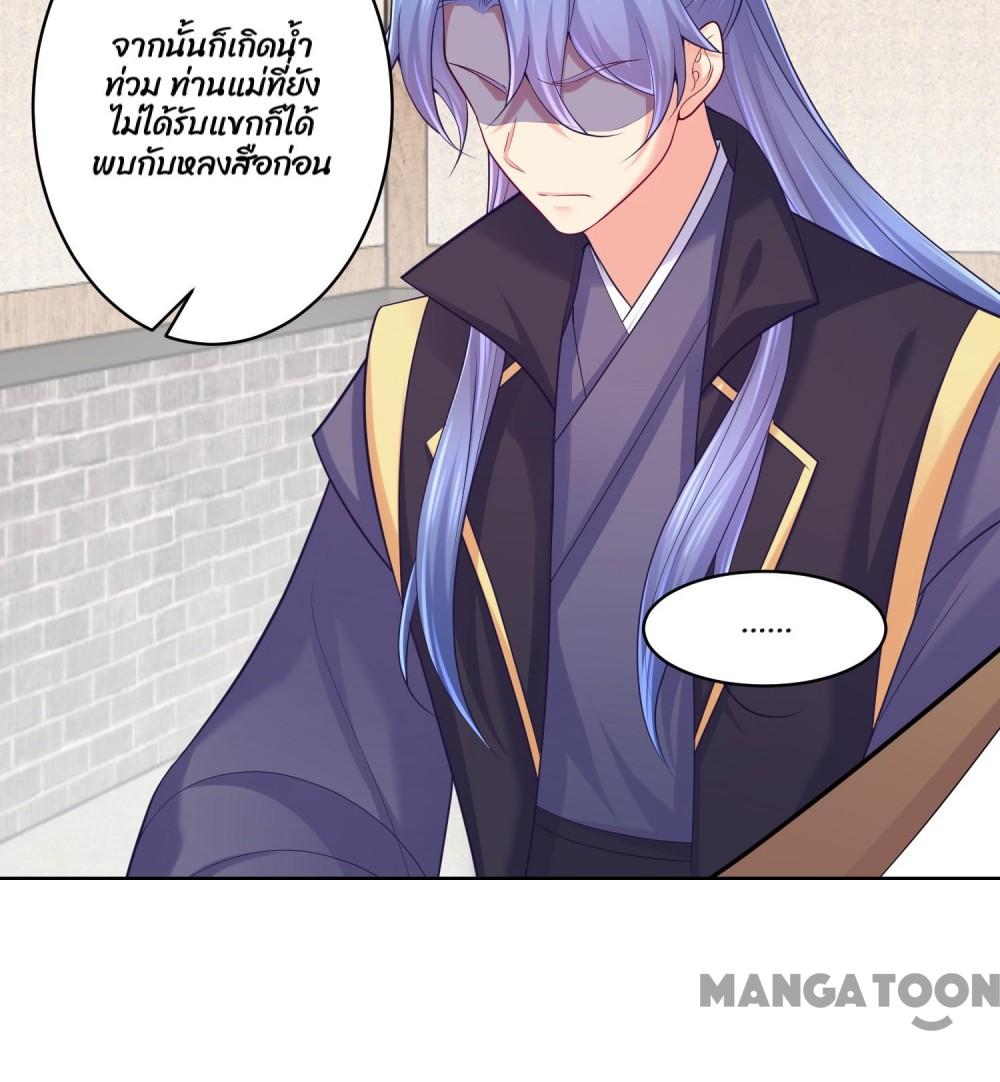 จากนั้นก็เกิดน้ำ
ท่วม ท่านแม่ที่ยัง
ไม่ได้รับแขกก็ได้
พบกับหลงสือก่อน
......
MANGATOON